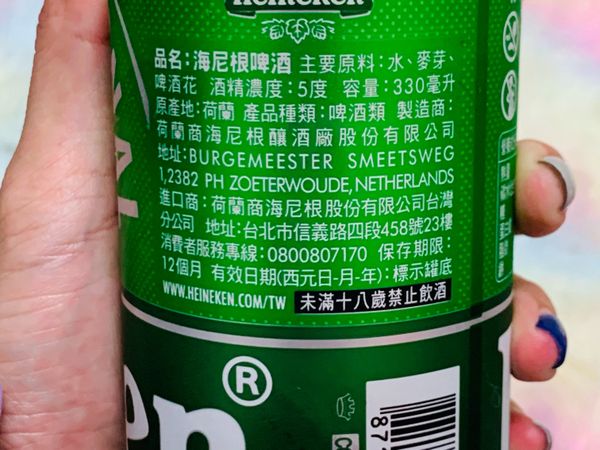 Heineken
品名：海尼根啤酒 主要原料：水、麥芽、
啤酒花 酒精濃度：5度 容量：330毫升
原產地：荷蘭 產品種類：啤酒類 製造商：
荷蘭商海尼根釀酒廠股份有限公司
地址：BURGEMEESTER SMEETSWEG
1,2382 PH ZOETERWOUDE, NETHERLANDS
進口商：荷蘭商海尼根股份有限公司台灣
分公司 地址：台北市信義路四段458號23樓
消費者服務專線：0800807170 保存期限：
12個月 有效日期(西元日-月-年)：標示罐底
WWW.HEINEKEN.COM/TW 未滿十八歲禁止飲酒
en®
87